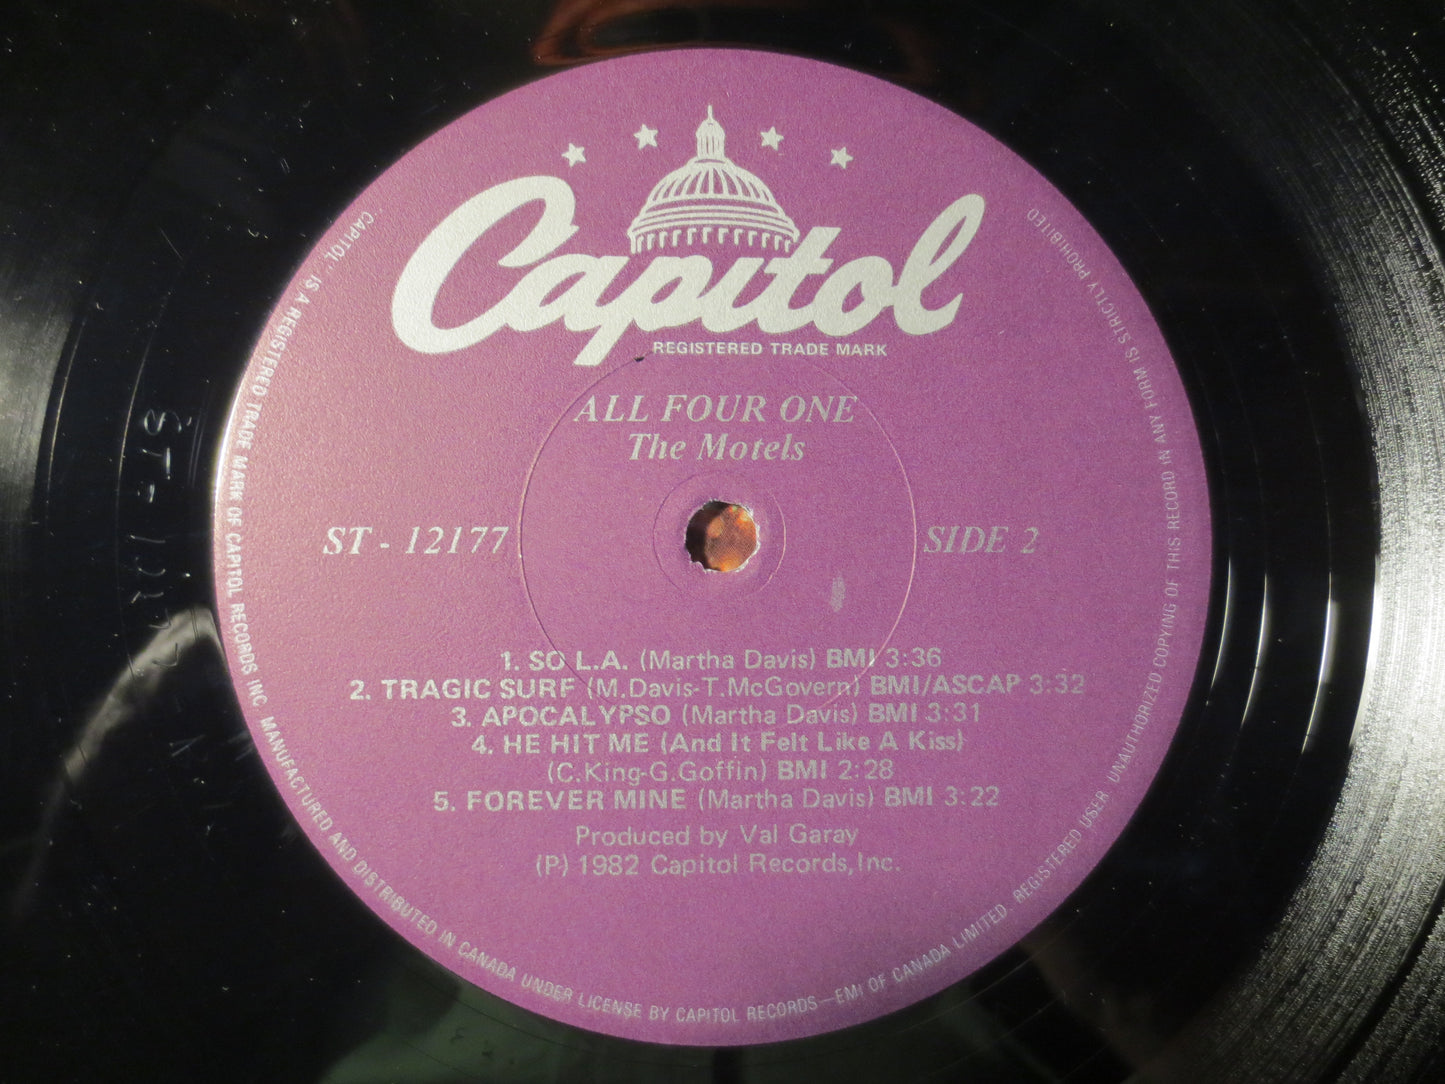 Capitol
REGISTERED TRADE MARK
ALL FOUR ONE
The Motels
ST - 12177
SIDE 2
1. SO L.A. (Martha Davis) BMI 3:36
2. TRAGIC SURF (M.Davis-T.McGovern) BMI/ASCAP 3:32
3. APOCALYPSO (Martha Davis) BMI 3:31
4. HE HIT ME (And It Felt Like A Kiss)
(C.King-G.Goffin) BMI 2:28
5. FOREVER MINE (Martha Davis) BMI 3:22
Produced by Val Garay
(P) 1982 Capitol Records, Inc.
"CAPITOL" IS A REGISTERED TRADE MARK OF CAPITOL RECORDS INC. MANUFACTURED AND DISTRIBUTED IN CANADA UNDER LICENSE BY CAPITOL RECORDS—EMI OF CANADA LIMITED. REGISTERED USER. UNAUTHORIZED COPYING OF THIS RECORD IN ANY FORM IS STRICTLY PROHIBITED